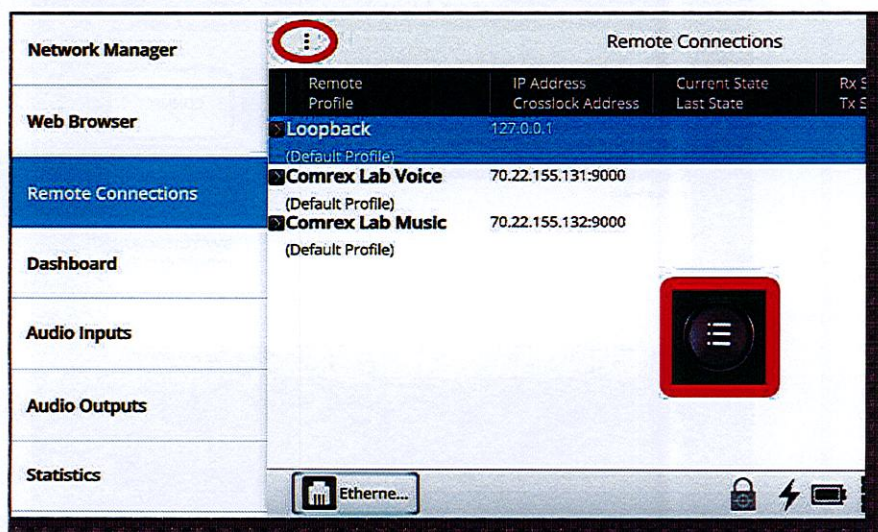 Network Manager
Web Browser
Remote Connections
Dashboard
Audio Inputs
Audio Outputs
Statistics
Remote Connections
Remote IP Address Current State Rx S
Profile Crosslock Address Last State Tx S
Loopback 127.0.0.1
(Default Profile)
Comrex Lab Voice 70.22.155.131:9000
(Default Profile)
Comrex Lab Music 70.22.155.132:9000
(Default Profile)
Etherne...